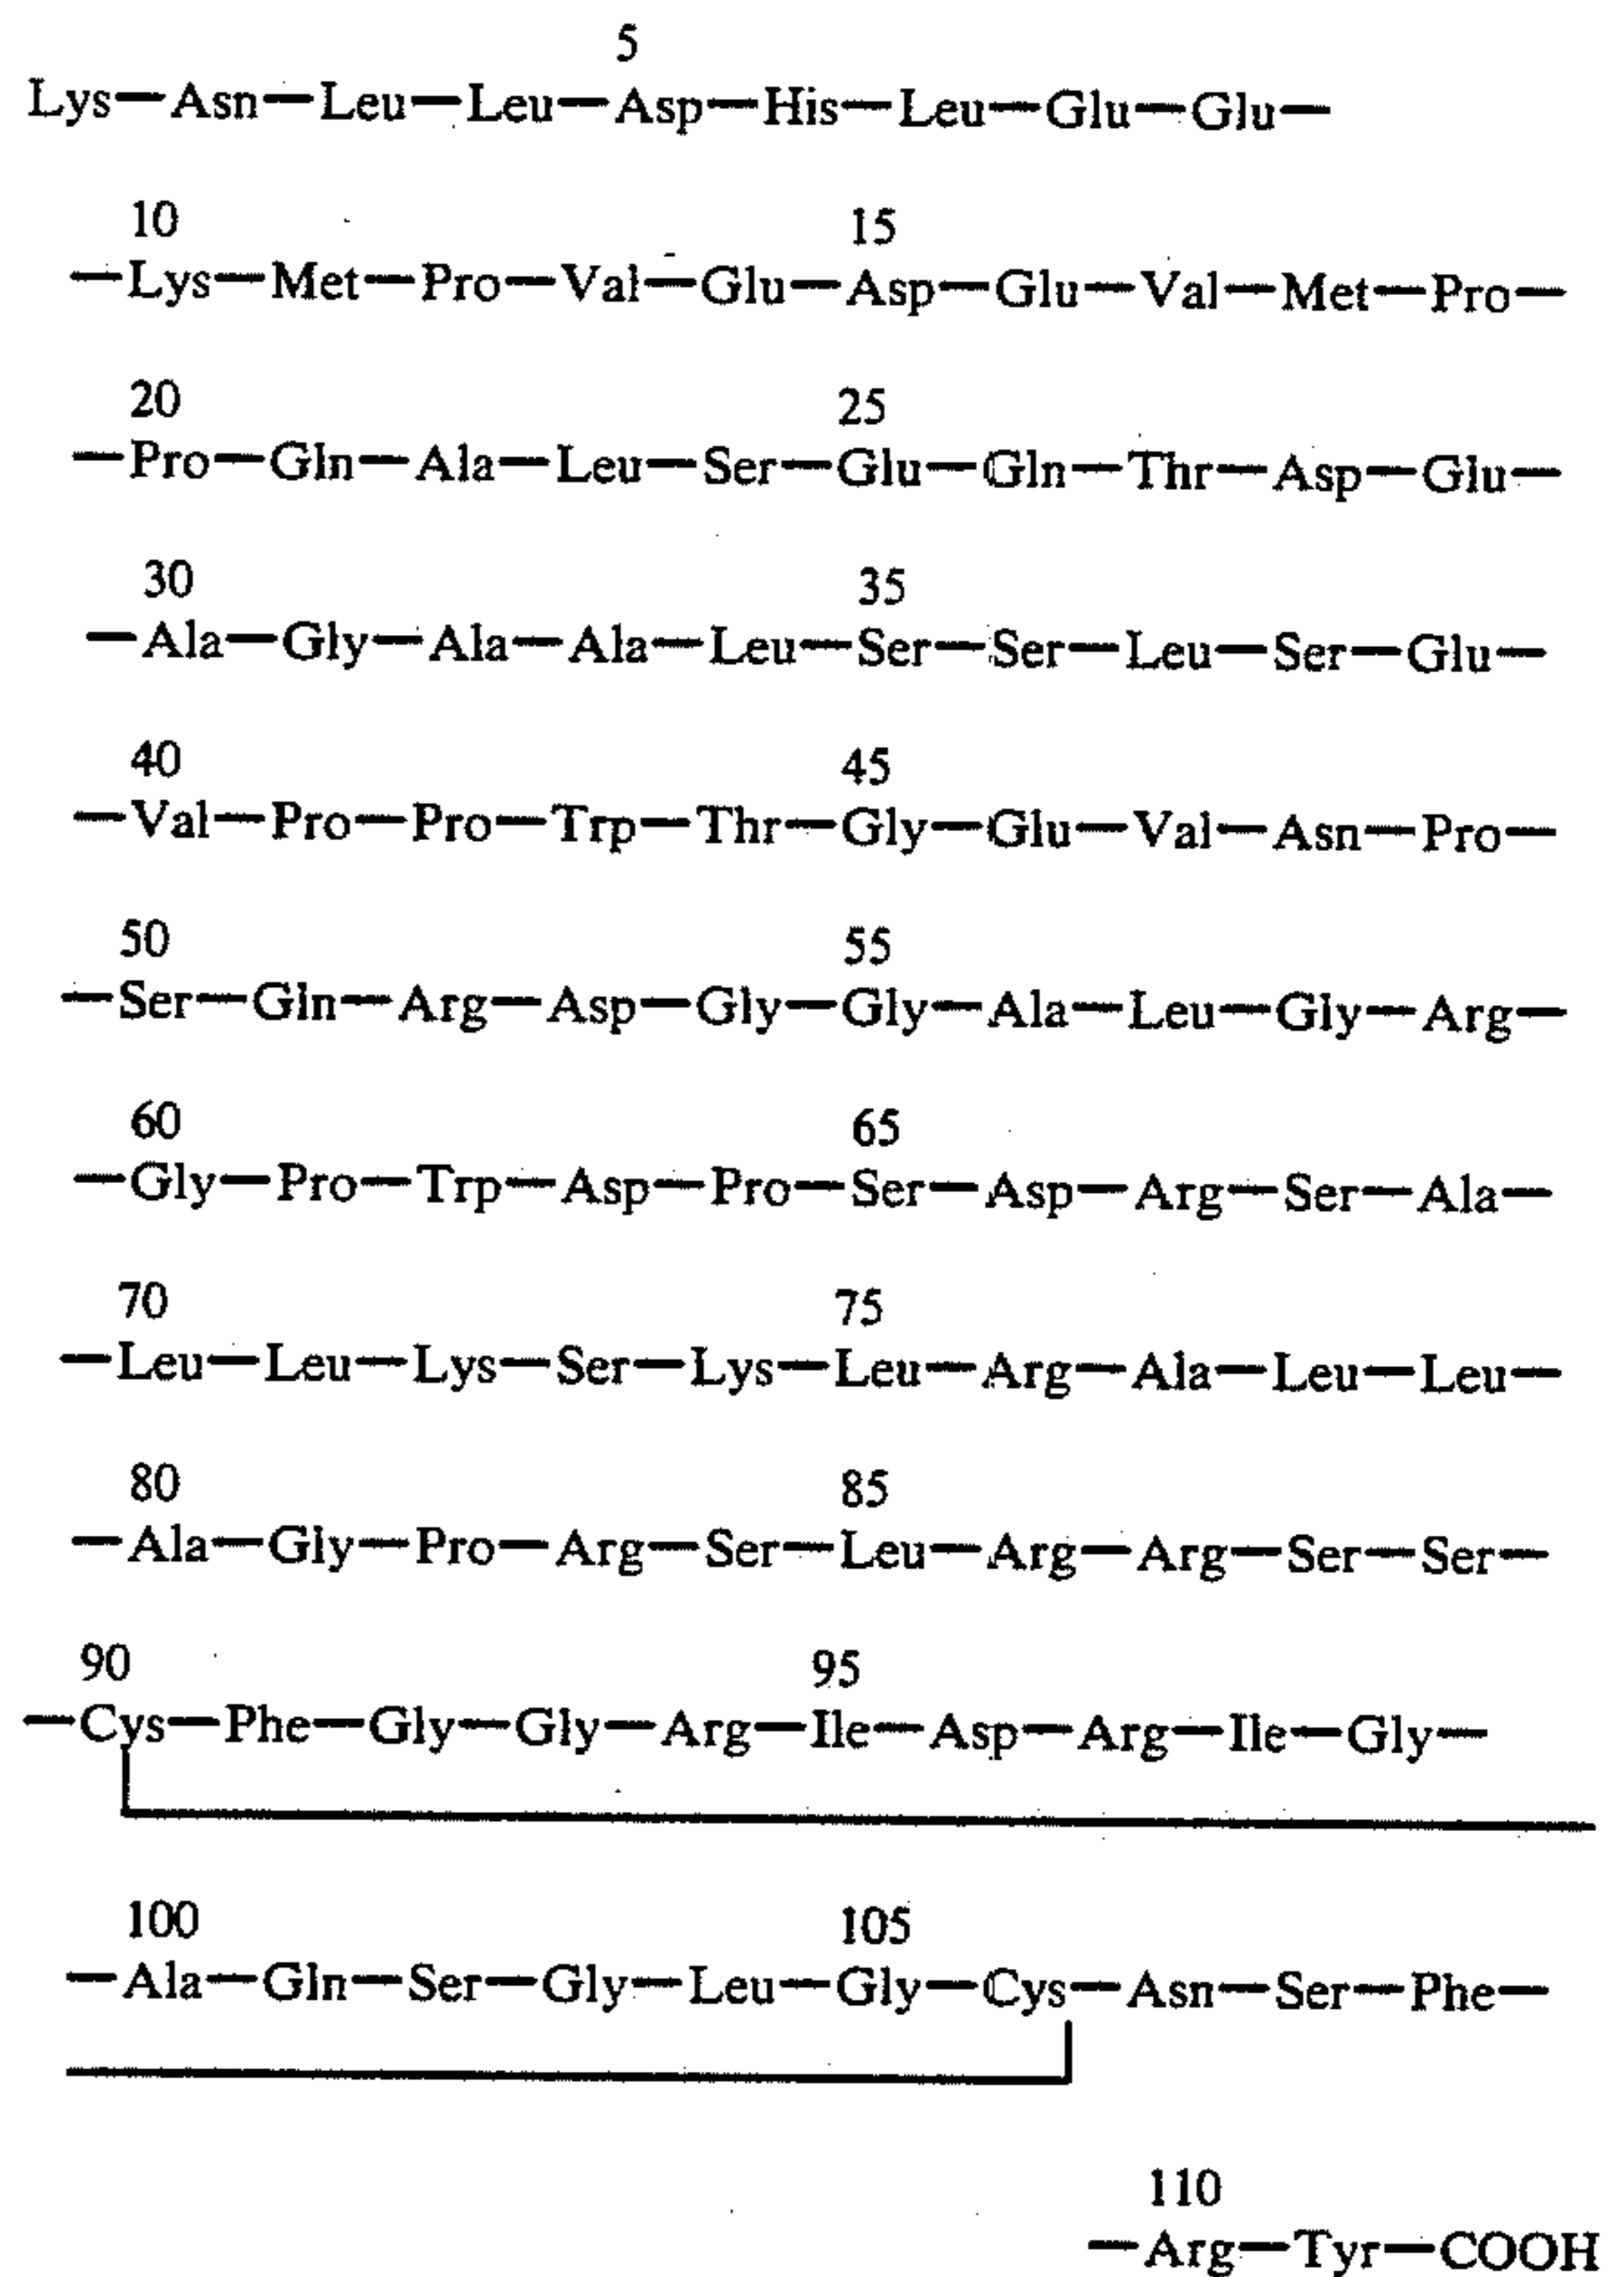 5
Lys—Asn—Leu—Leu—Asp—His—Leu—Glu—Glu—
10 15
—Lys—Met—Pro—Val—Glu—Asp—Glu—Val—Met—Pro—
20 25
—Pro—Gln—Ala—Leu—Ser—Glu—Gln—Thr—Asp—Glu—
30 35
—Ala—Gly—Ala—Ala—Leu—Ser—Ser—Leu—Ser—Glu—
40 45
—Val—Pro—Pro—Trp—Thr—Gly—Glu—Val—Asn—Pro—
50 55
—Ser—Gln—Arg—Asp—Gly—Gly—Ala—Leu—Gly—Arg—
60 65
—Gly—Pro—Trp—Asp—Pro—Ser—Asp—Arg—Ser—Ala—
70 75
—Leu—Leu—Lys—Ser—Lys—Leu—Arg—Ala—Leu—Leu—
80 85
—Ala—Gly—Pro—Arg—Ser—Leu—Arg—Arg—Ser—Ser—
90 95
—Cys—Phe—Gly—Gly—Arg—Ile—Asp—Arg—Ile—Gly—
100 105
—Ala—Gln—Ser—Gly—Leu—Gly—Cys—Asn—Ser—Phe—
110
—Arg—Tyr—COOH